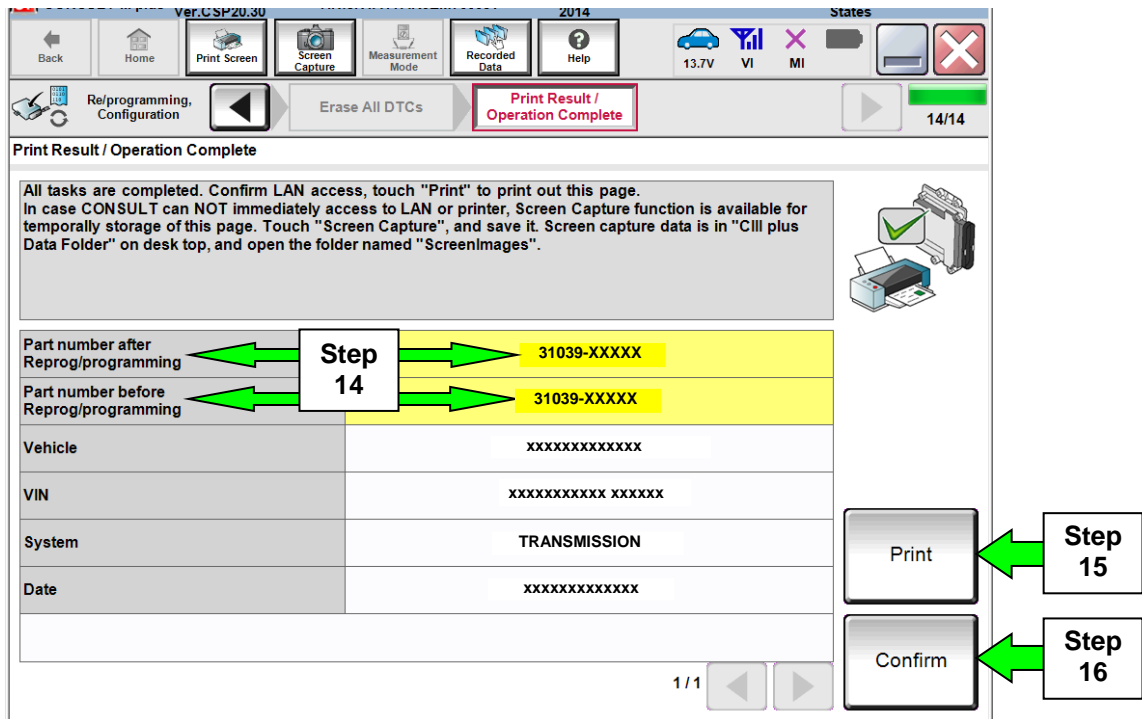 Ver.CSP20.30 2014 States
Back
Home
Print Screen
Screen
Capture
Measurement
Mode
Recorded
Data
Help
13.7V
VI
MI
Re/programming,
Configuration
Erase All DTCs
Print Result /
Operation Complete
14/14
Print Result / Operation Complete
All tasks are completed. Confirm LAN access, touch "Print" to print out this page.
In case CONSULT can NOT immediately access to LAN or printer, Screen Capture function is available for
temporally storage of this page. Touch "Screen Capture", and save it. Screen capture data is in "CIII plus
Data Folder" on desk top, and open the folder named "ScreenImages".
Part number after
Reprog/programming
31039-XXXXX
Step
14
Part number before
Reprog/programming
31039-XXXXX
Vehicle
xxxxxxxxxxxxx
VIN
xxxxxxxxxxx xxxxxx
System
TRANSMISSION
Date
xxxxxxxxxxxxx
Print
Step
15
Confirm
Step
16
1/1